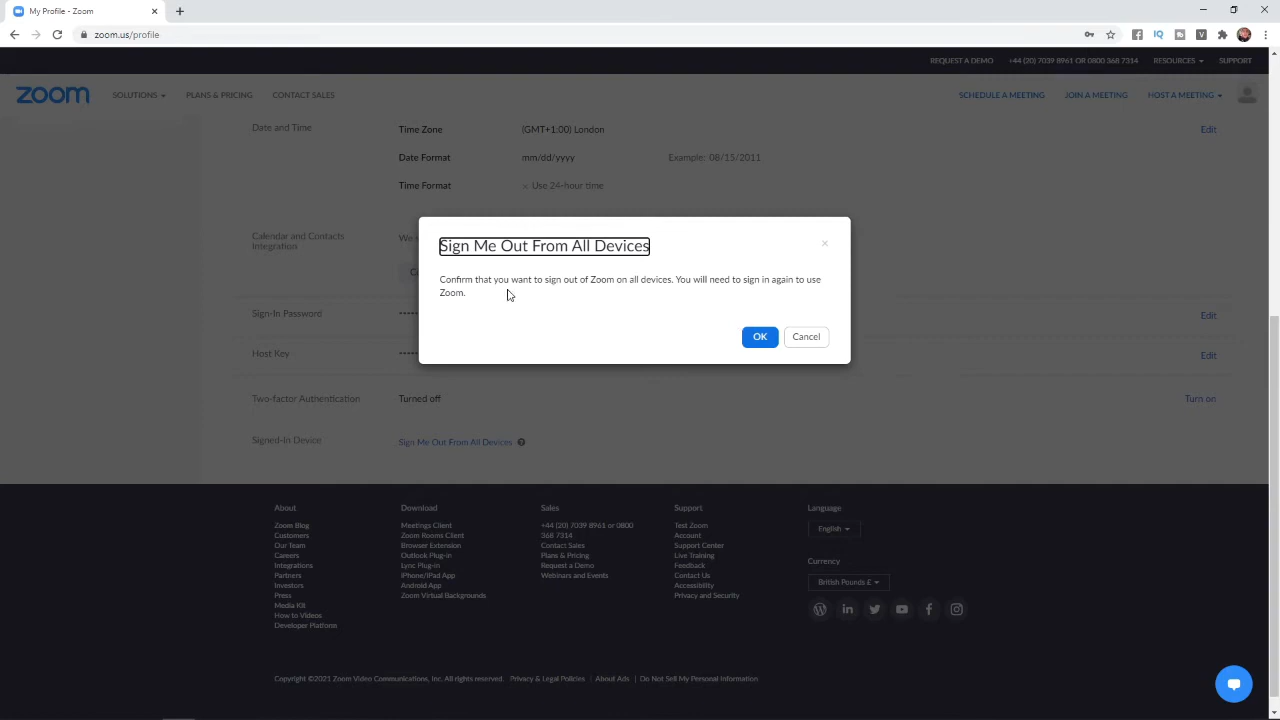 My Profile - Zoom
zoom.us/profile
REQUEST A DEMO +44 (20) 7039 8961 OR 0800 368 7314 RESOURCES SUPPORT
zoom SOLUTIONS PLANS & PRICING CONTACT SALES SCHEDULE A MEETING JOIN A MEETING HOST A MEETING
Date and Time Time Zone (GMT+1:00) London Edit
Date Format mm/dd/yyyy Example: 08/15/2011
Time Format × Use 24-hour time
Calendar and Contacts
Integration
Sign Me Out From All Devices ×
Confirm that you want to sign out of Zoom on all devices. You will need to sign in again to use
Zoom.
OK Cancel
Sign-In Password Edit
Host Key Edit
Two-factor Authentication Turned off Turn on
Signed-In Device Sign Me Out From All Devices ?
About
Zoom Blog
Customers
Our Team
Careers
Integrations
Partners
Investors
Press
Media Kit
How to Videos
Developer Platform
Download
Meetings Client
Zoom Rooms Client
Browser Extension
Outlook Plug-in
Lync Plug-in
iPhone/iPad App
Android App
Zoom Virtual Backgrounds
Sales
+44 (20) 7039 8961 or 0800
368 7314
Contact Sales
Plans & Pricing
Request a Demo
Webinars and Events
Support
Test Zoom
Account
Support Center
Live Training
Feedback
Contact Us
Accessibility
Privacy and Security
Language
English
Currency
British Pounds £
Copyright ©2021 Zoom Video Communications, Inc. All rights reserved. Privacy & Legal Policies | About Ads | Do Not Sell My Personal Information